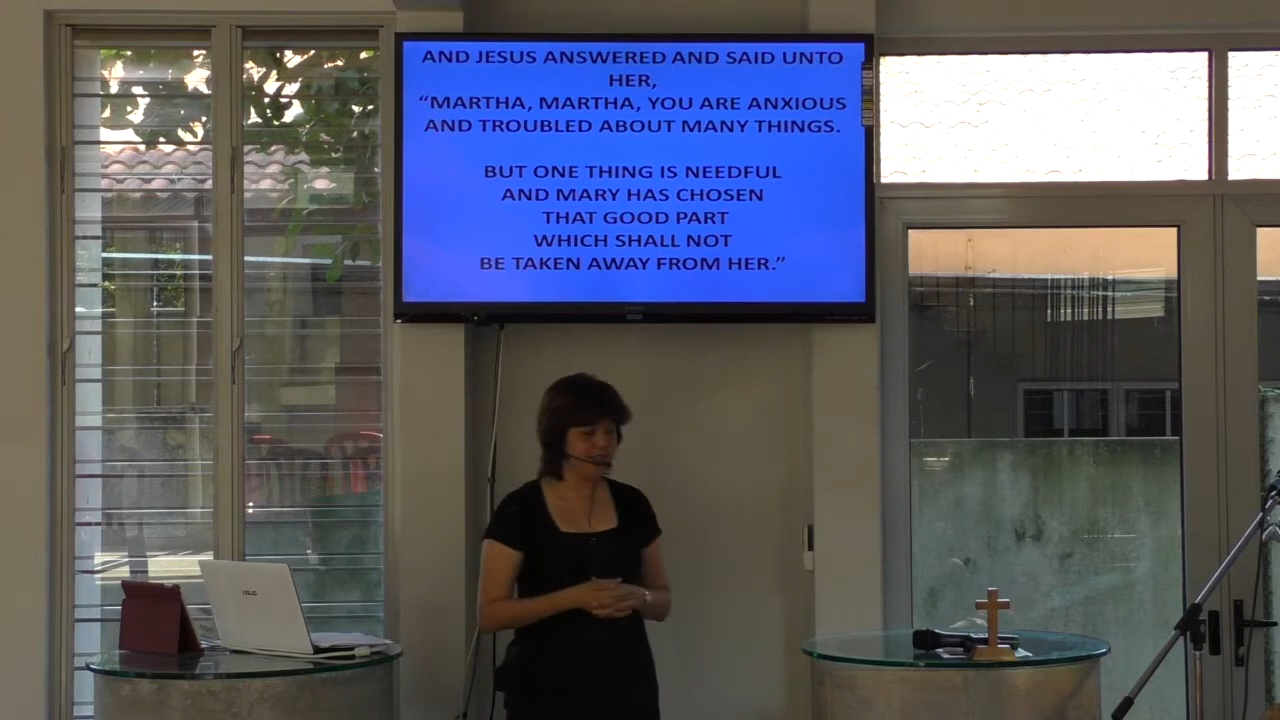 AND JESUS ANSWERED AND SAID UNTO
HER,
“MARTHA, MARTHA, YOU ARE ANXIOUS
AND TROUBLED ABOUT MANY THINGS.
BUT ONE THING IS NEEDFUL
AND MARY HAS CHOSEN
THAT GOOD PART
WHICH SHALL NOT
BE TAKEN AWAY FROM HER.”
ASUS